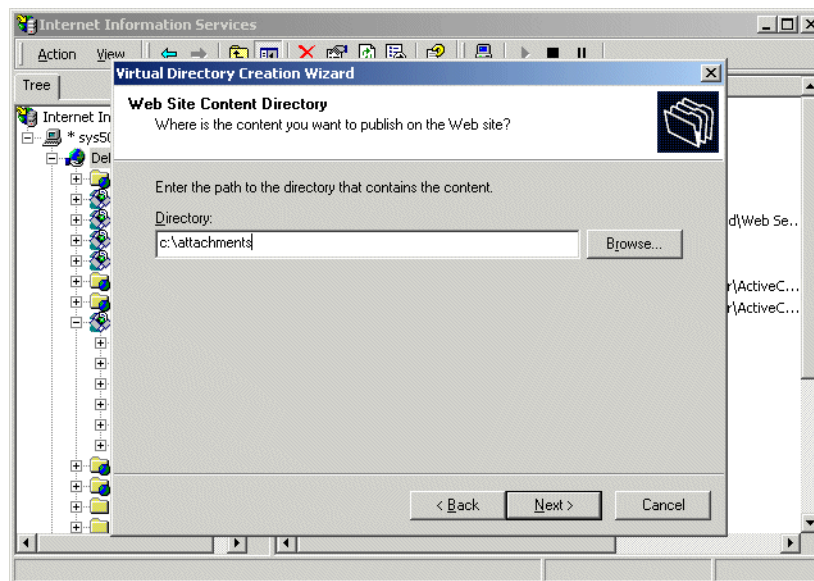 Internet Information Services
Action View
Tree
Internet In
* sys50
Del
Virtual Directory Creation Wizard
Web Site Content Directory
Where is the content you want to publish on the Web site?
Enter the path to the directory that contains the content.
Directory:
c:\attachments
Browse...
d\Web Se...
r\ActiveC...
r\ActiveC...
< Back Next > Cancel